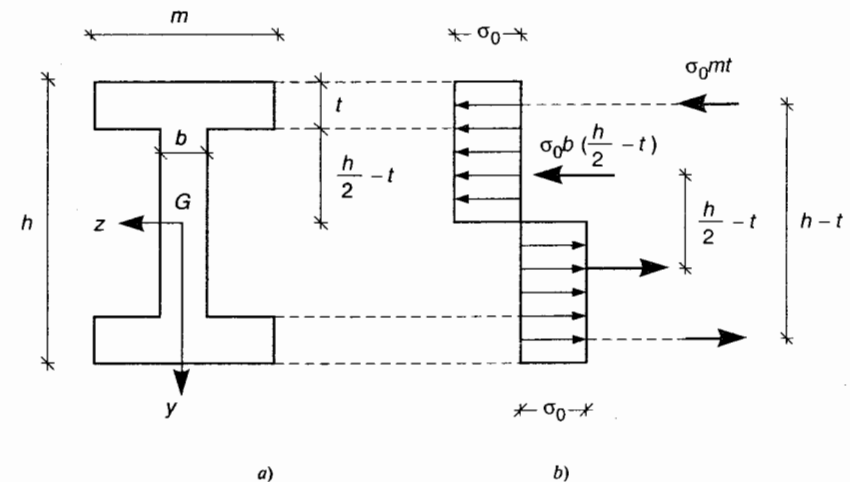 m
σ₀
σ₀mt
t
b
σ₀b (h/2 – t)
h/2 – t
G
z
h
h/2 – t
h – t
y
σ₀
a)
b)